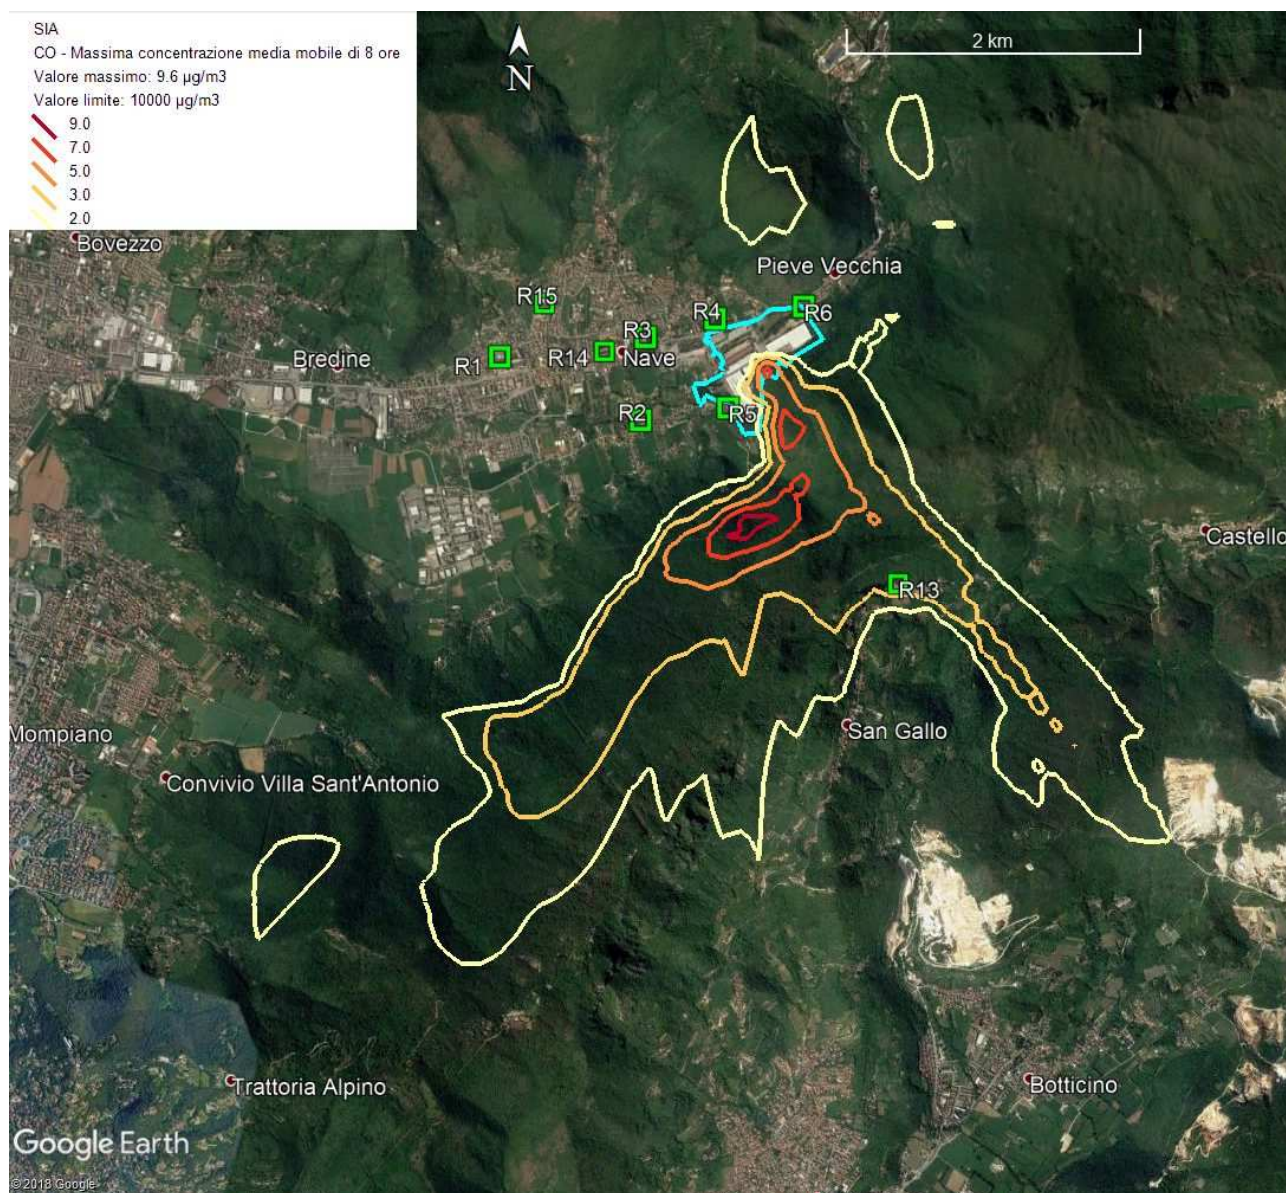 SIA
CO - Massima concentrazione media mobile di 8 ore
Valore massimo: 9.6 µg/m3
Valore limite: 10000 µg/m3
9.0
7.0
5.0
3.0
2.0
2 km
N
Bovezzo
Pieve Vecchia
R15
R4
R6
R3
R1
R14
Nave
Bredine
R2
R5
Castello
R13
San Gallo
Mompiano
Convivio Villa Sant'Antonio
Trattoria Alpino
Botticino
Google Earth
© 2018 Google